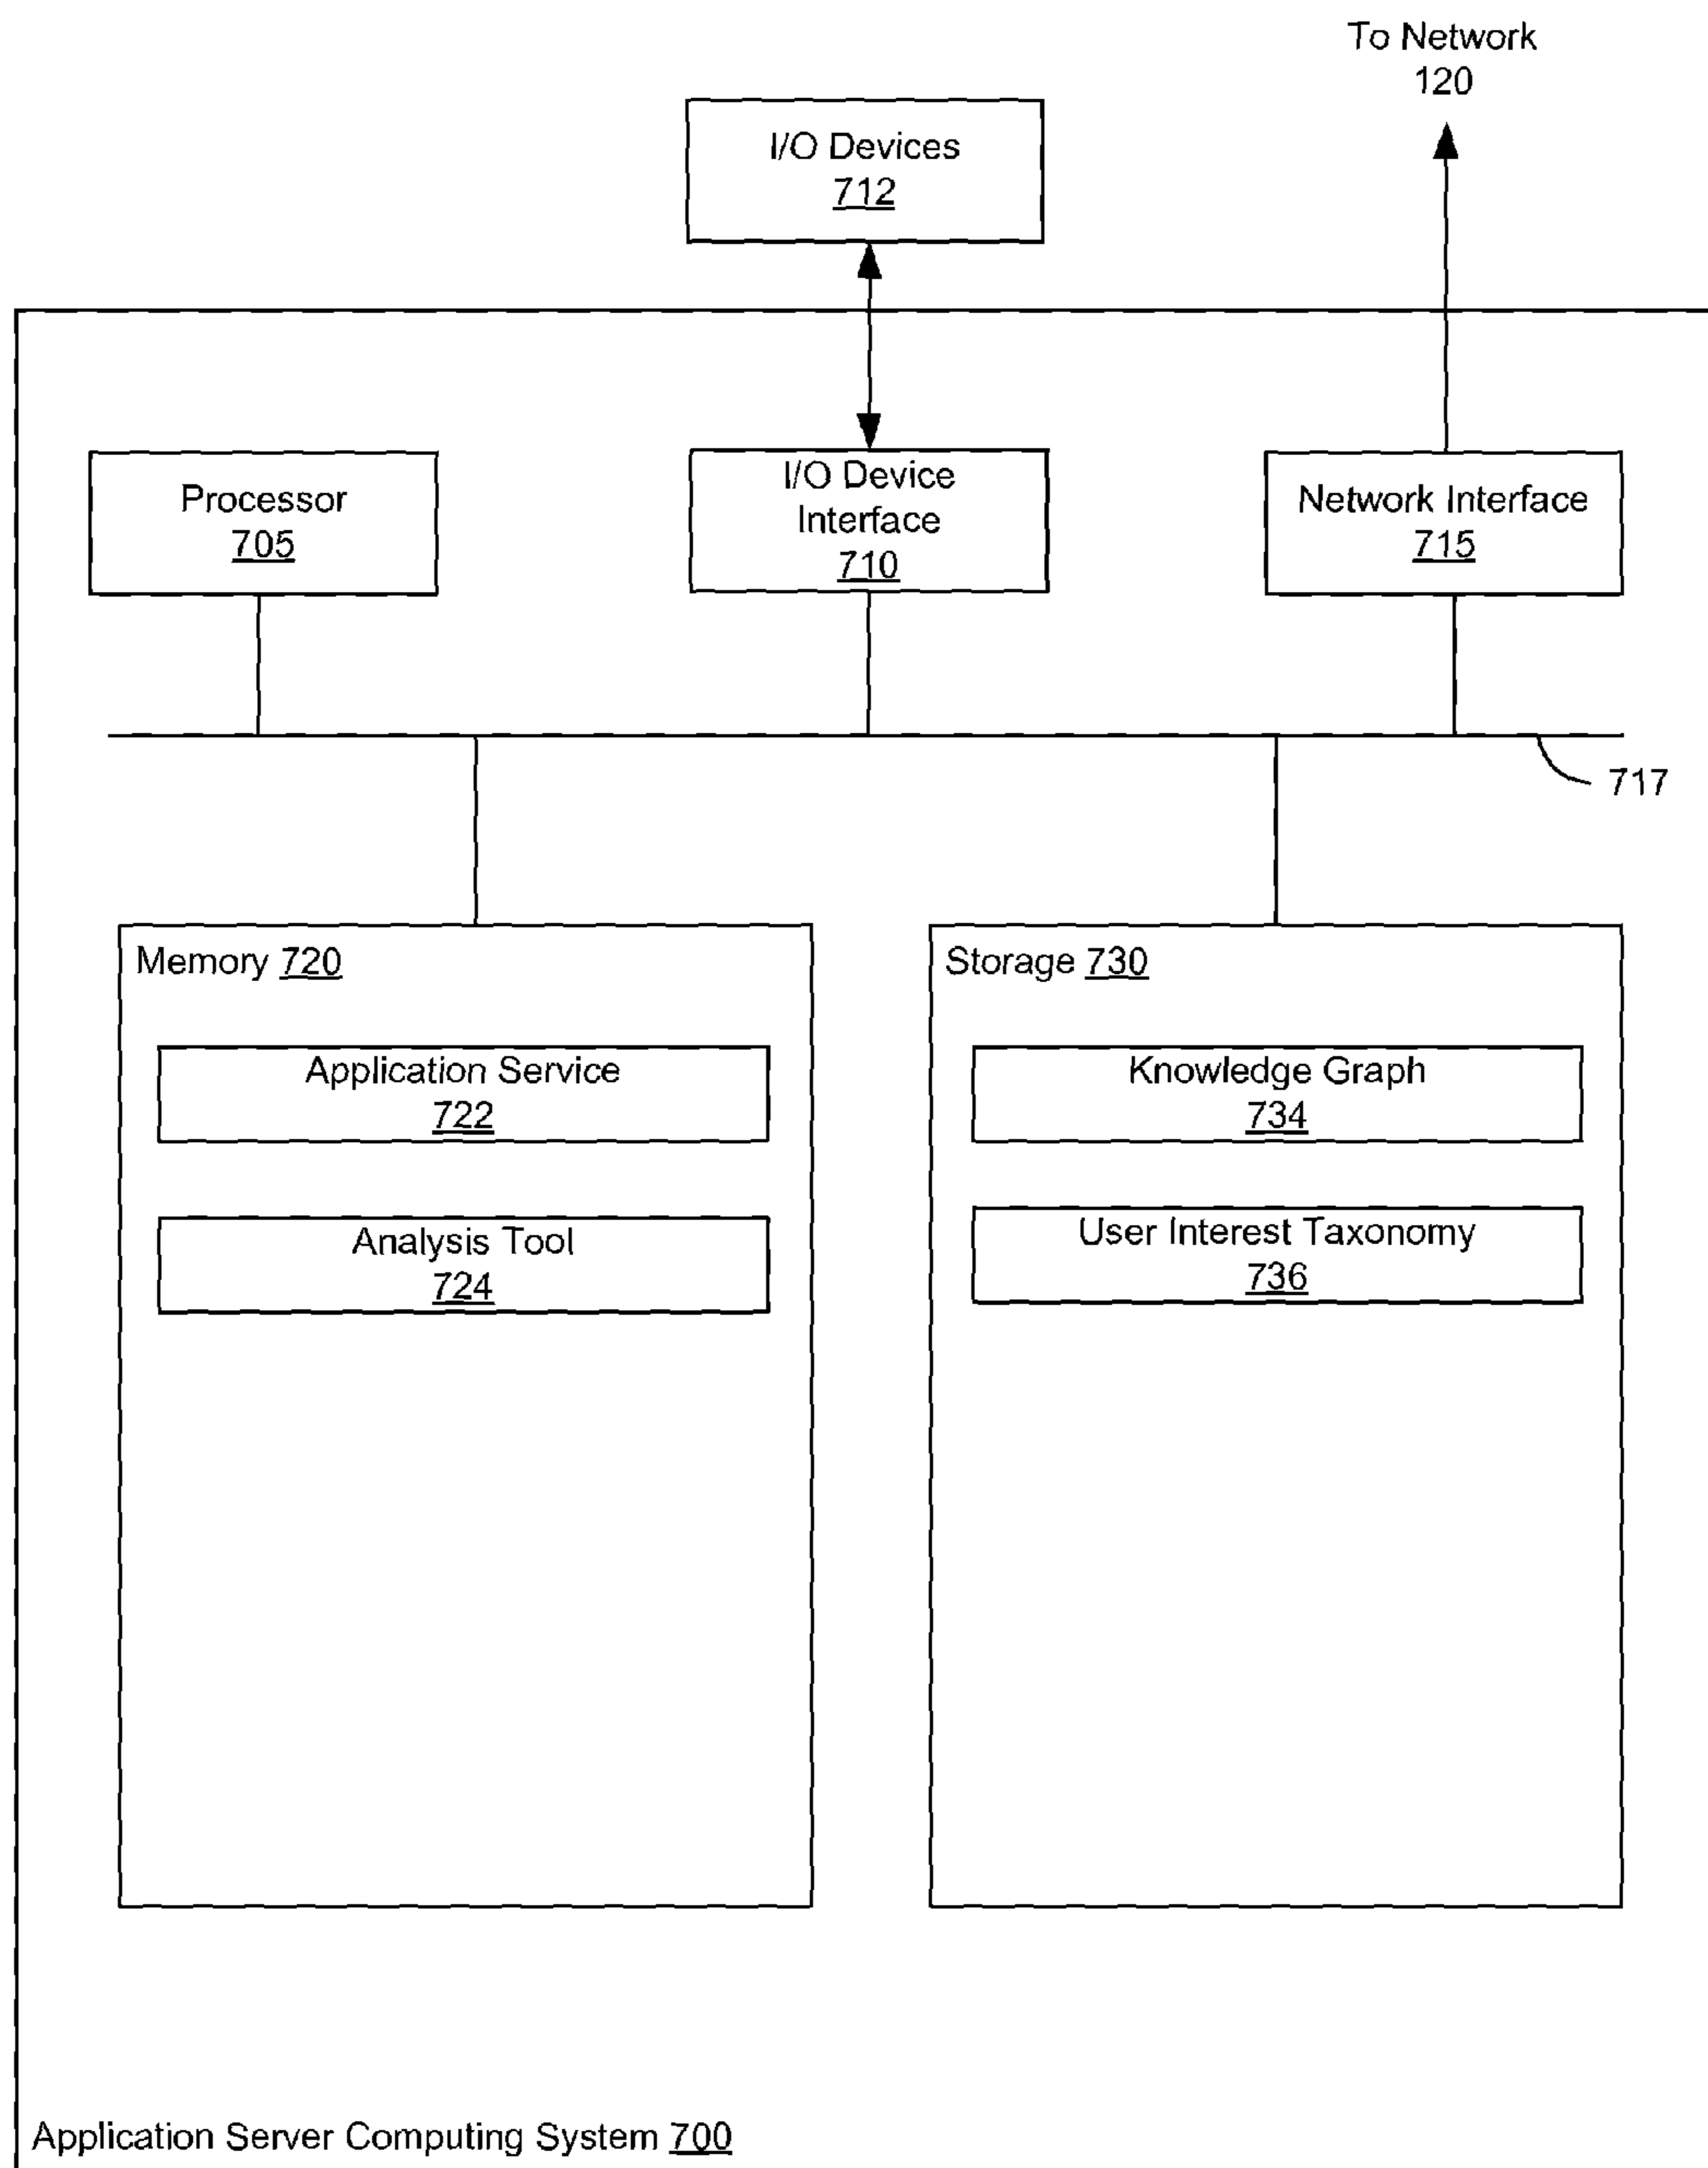 To Network
120
I/O Devices
712
Processor
705
I/O Device
Interface
710
Network Interface
715
717
Memory 720
Application Service
722
Analysis Tool
724
Storage 730
Knowledge Graph
734
User Interest Taxonomy
736
Application Server Computing System 700